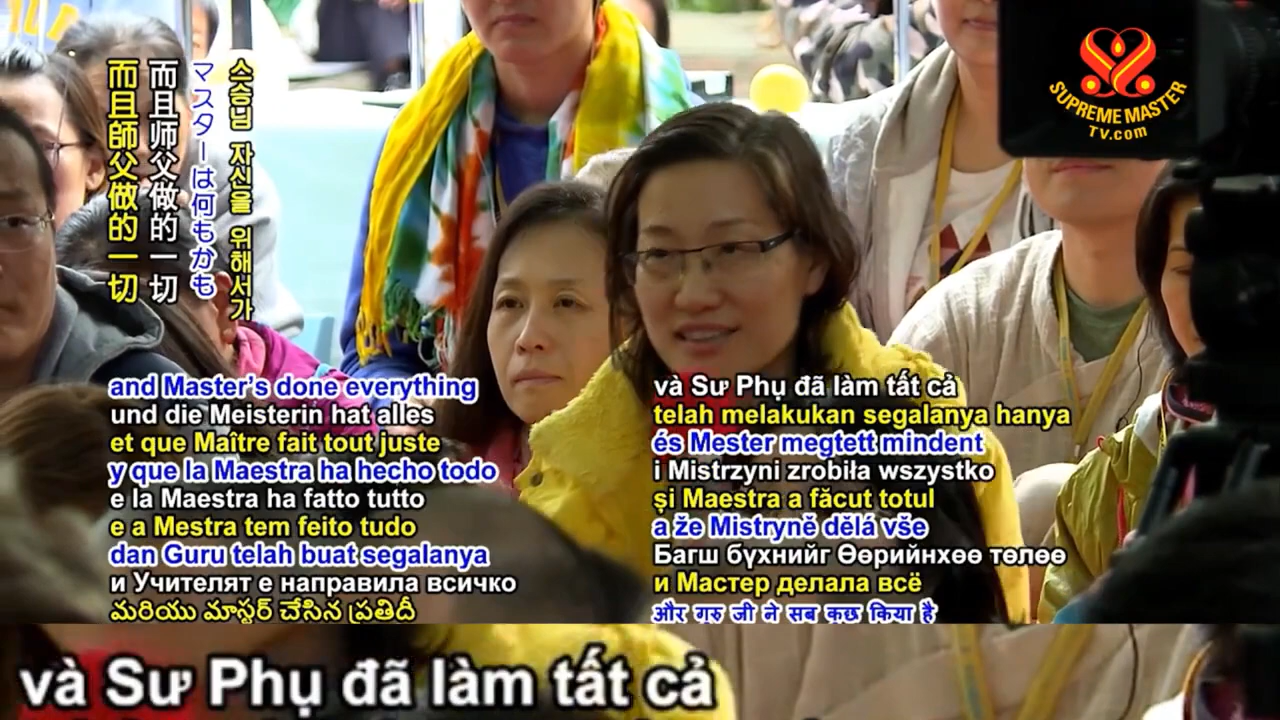 스승님 자신을 위해서가
マスターは何もかも
而且师父做的一切
而且師父做的一切
SUPREME MASTER
TV.com
and Master's done everything
und die Meisterin hat alles
et que Maître fait tout juste
y que la Maestra ha hecho todo
e la Maestra ha fatto tutto
e a Mestra tem feito tudo
dan Guru telah buat segalanya
и Учителят е направила всичко
మరియు మాస్టర్ చేసిన ప్రతిదీ
và Sư Phụ đã làm tất cả
telah melakukan segalanya hanya
és Mester megtett mindent
i Mistrzyni zrobiła wszystko
și Maestra a făcut totul
a že Mistryně dělá vše
Багш бүхнийг Өөрийнхөө төлөө
и Мастер делала всё
और गुरु जी ने सब कुछ किया है
và Sư Phụ đã làm tất cả